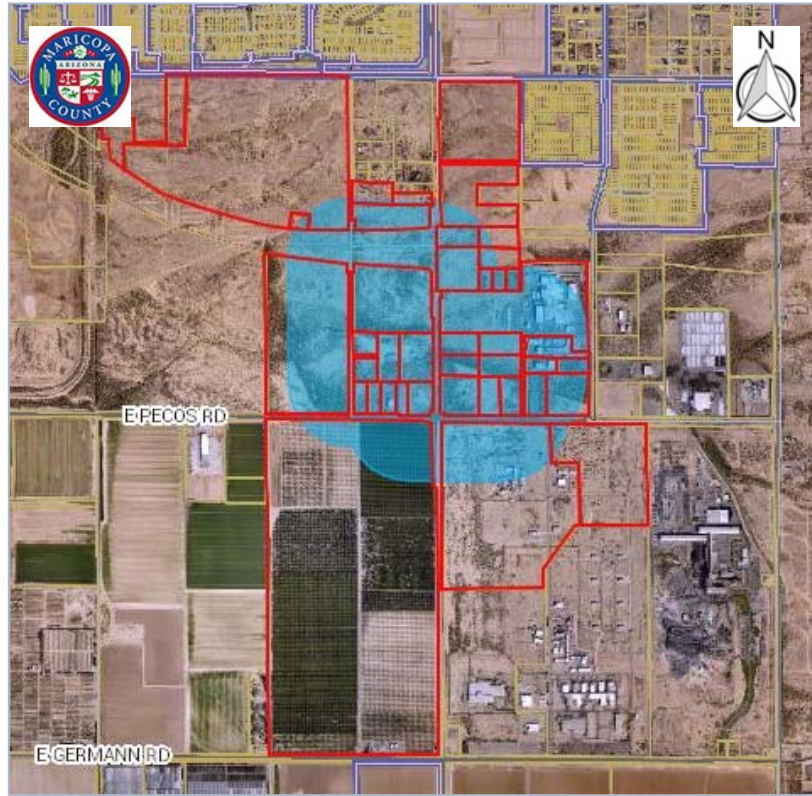 MARICOPA
ARIZONA
COUNTY
N
E PECOS RD
E GERMANN RD